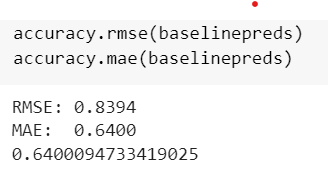 accuracy.rmse(baselinepreds)
accuracy.mae(baselinepreds)
RMSE: 0.8394
MAE:  0.6400
0.6400094733419025